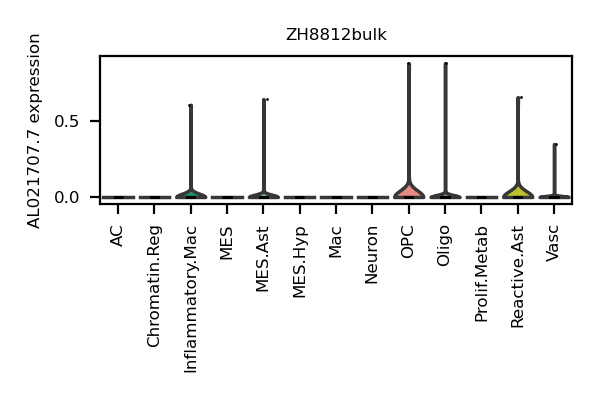 ZH8812bulk
AL021707.7 expression
0.5
0.0
AC
Chromatin.Reg
Inflammatory.Mac
MES
MES.Ast
MES.Hyp
Mac
Neuron
OPC
Oligo
Prolif.Metab
Reactive.Ast
Vasc